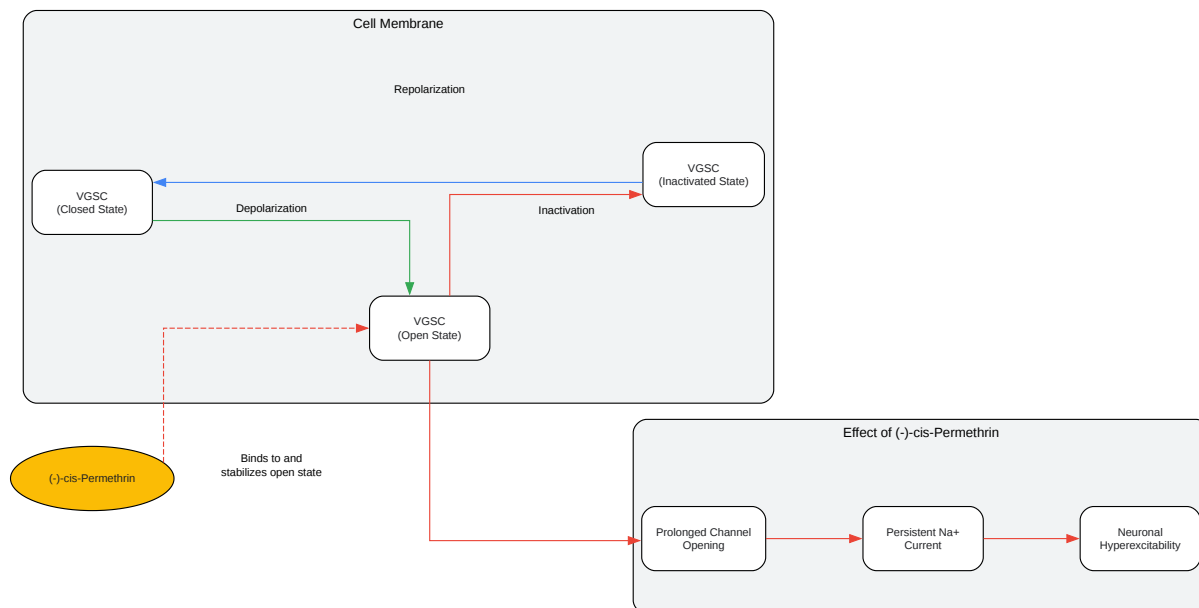 Cell Membrane
Repolarization
VGSC
(Inactivated State)
VGSC
(Closed State)
Depolarization
Inactivation
VGSC
(Open State)
Effect of (-)-cis-Permethrin
Binds to and
stabilizes open state
(-)-cis-Permethrin
Prolonged Channel
Opening
Persistent Na+
Current
Neuronal
Hyperexcitability